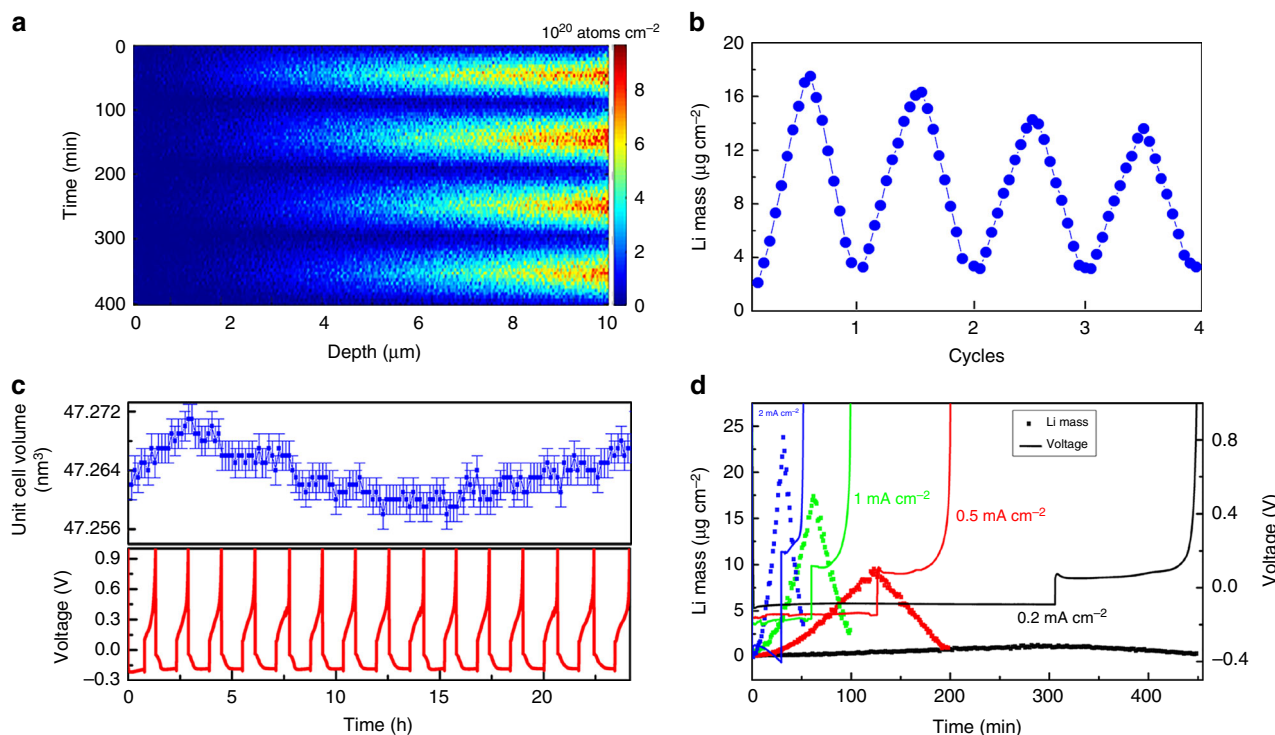 a
10²⁰ atoms cm⁻²
0
100
200
300
400
Time (min)
0 2 4 6 8 10
Depth (μm)
8
6
4
2
0
b
20
16
12
8
4
0
Li mass (μg cm⁻²)
1 2 3 4
Cycles
c
47.272
47.264
47.256
Unit cell volume
(nm³)
0.9
0.6
0.3
0.0
−0.3
Voltage (V)
0 5 10 15 20
Time (h)
d
25
20
15
10
5
0
Li mass (μg cm⁻²)
2 mA cm⁻²
Li mass
Voltage
1 mA cm⁻²
0.5 mA cm⁻²
0.2 mA cm⁻²
0.8
0.4
0.0
−0.4
Voltage (V)
0 100 200 300 400
Time (min)